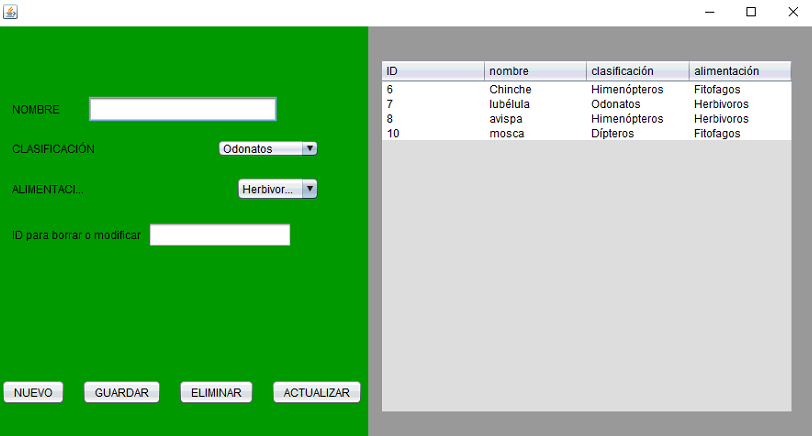 NOMBRE
CLASIFICACIÓN
Odonatos
ALIMENTACI...
Herbivor...
ID para borrar o modificar
NUEVO
GUARDAR
ELIMINAR
ACTUALIZAR
ID nombre clasificación alimentación
6 Chinche Himenópteros Fitofagos
7 lubélula Odonatos Herbivoros
8 avispa Himenópteros Herbivoros
10 mosca Dípteros Fitofagos